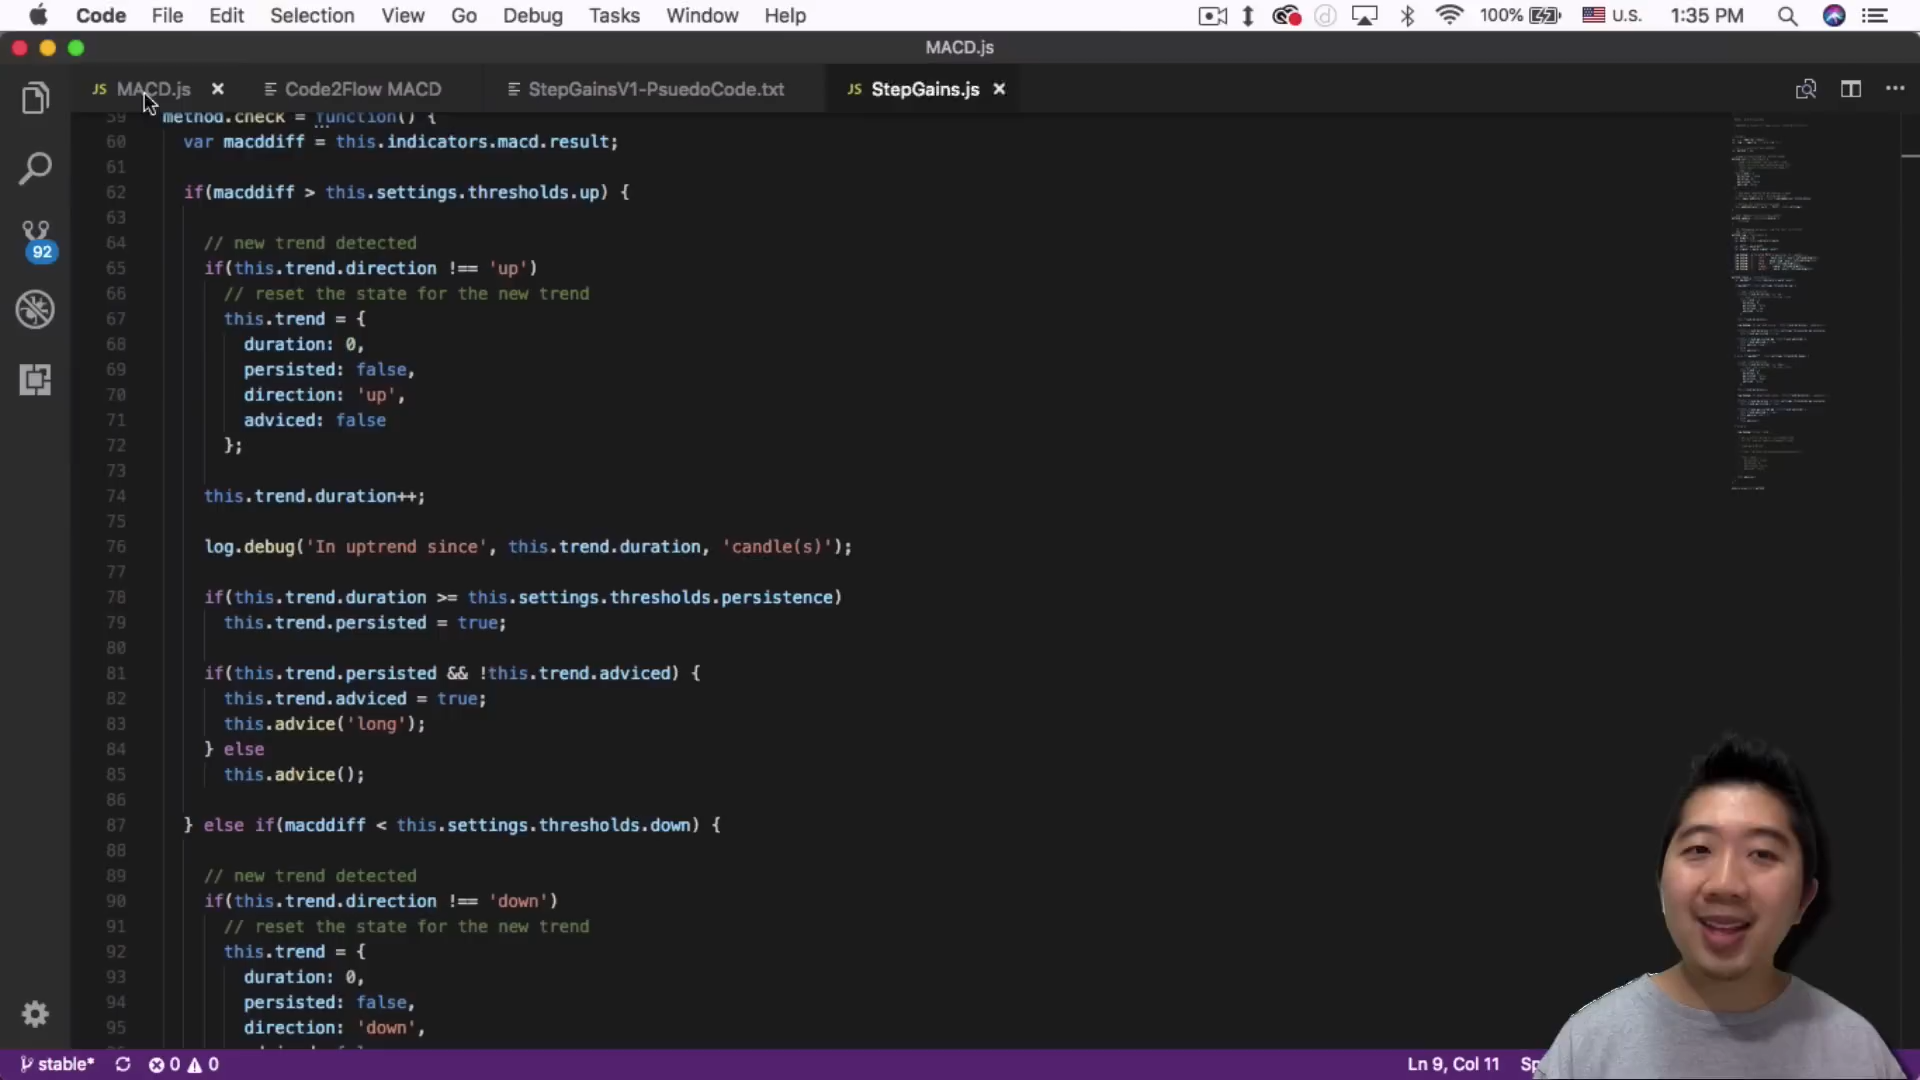 Code File Edit Selection View Go Debug Tasks Window Help 100% U.S. 1:35 PM
MACD.js
JS MACD.js Code2Flow MACD StepGainsV1-PsuedoCode.txt JS StepGains.js
59 method.check = function() {
60 var macddiff = this.indicators.macd.result;
61
62 if(macddiff > this.settings.thresholds.up) {
63
64 // new trend detected
65 if(this.trend.direction !== 'up')
66 // reset the state for the new trend
67 this.trend = {
68 duration: 0,
69 persisted: false,
70 direction: 'up',
71 adviced: false
72 };
73
74 this.trend.duration++;
75
76 log.debug('In uptrend since', this.trend.duration, 'candle(s)');
77
78 if(this.trend.duration >= this.settings.thresholds.persistence)
79 this.trend.persisted = true;
80
81 if(this.trend.persisted && !this.trend.adviced) {
82 this.trend.adviced = true;
83 this.advice('long');
84 } else
85 this.advice();
86
87 } else if(macddiff < this.settings.thresholds.down) {
88
89 // new trend detected
90 if(this.trend.direction !== 'down')
91 // reset the state for the new trend
92 this.trend = {
93 duration: 0,
94 persisted: false,
95 direction: 'down',
92
stable* 0 0 Ln 9, Col 11